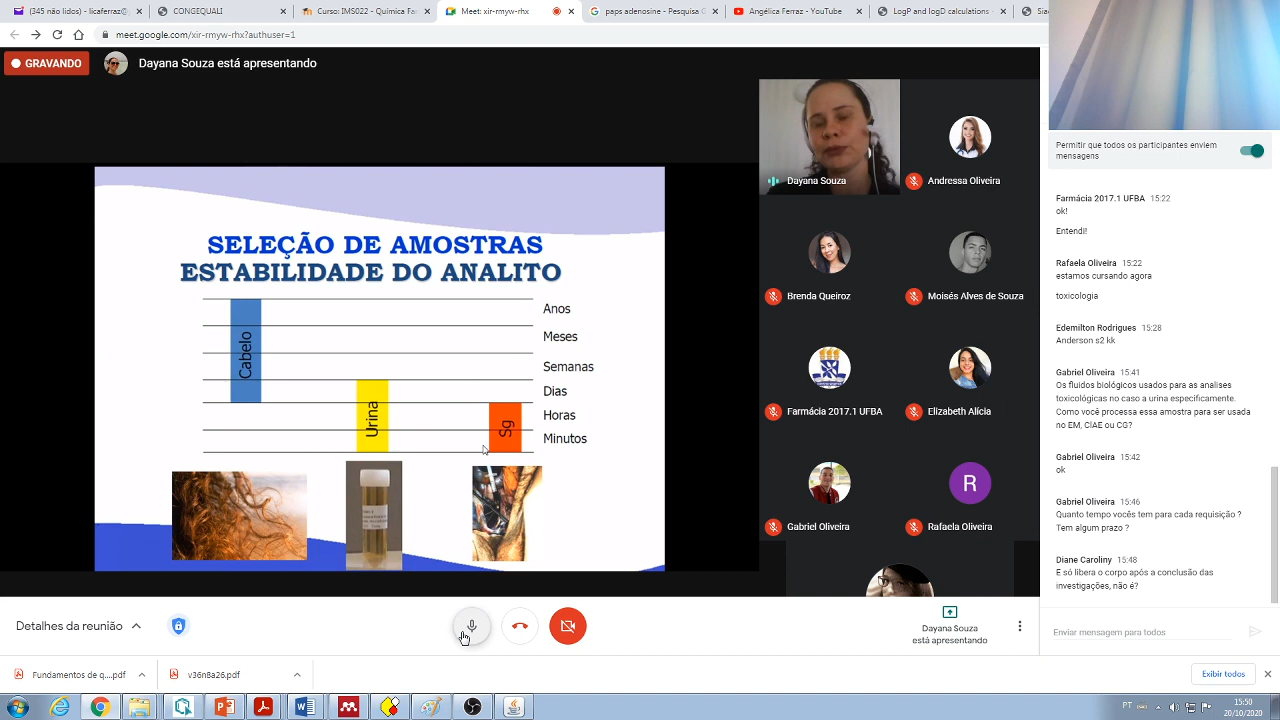 (345 não lidos) - licaferraz@
CONGEQUALI
Curso: IMS022 - Química Fa
Meet: xir-rmyw-rhx
paps adenosine - Pesquisa G
Angélica Ferraz - YouTube
LogP and logD calculations
meet.google.com/xir-rmyw-rhx?authuser=1
GRAVANDO
Dayana Souza está apresentando
SELEÇÃO DE AMOSTRAS
ESTABILIDADE DO ANALITO
Anos
Meses
Semanas
Dias
Horas
Minutos
Cabelo
Urina
Sg
Dayana Souza
Andressa Oliveira
Brenda Queiroz
Moisés Alves de Souza
Farmácia 2017.1 UFBA
Elizabeth Alícia
R
Gabriel Oliveira
Rafaela Oliveira
Permitir que todos os participantes enviem
mensagens
Farmácia 2017.1 UFBA 15:22
ok!
Entendi!
Rafaela Oliveira 15:22
estamos cursando agora
toxicologia
Edemilton Rodrigues 15:28
Anderson s2 kk
Gabriel Oliveira 15:41
Os fluidos biológicos usados para as analises
toxicológicas no caso a urina especificamente.
Como você processa essa amostra para ser usada
no EM, ClAE ou CG?
Gabriel Oliveira 15:42
ok
Gabriel Oliveira 15:46
Quanto tempo vocês tem para cada requisição ?
Tem algum prazo ?
Diane Caroliny 15:48
E só libera o corpo após a conclusão das
investigações, não é?
Enviar mensagem para todos
Detalhes da reunião
Dayana Souza
está apresentando
Fundamentos de q....pdf
v36n8a26.pdf
Exibir todos
PT
15:50
20/10/2020